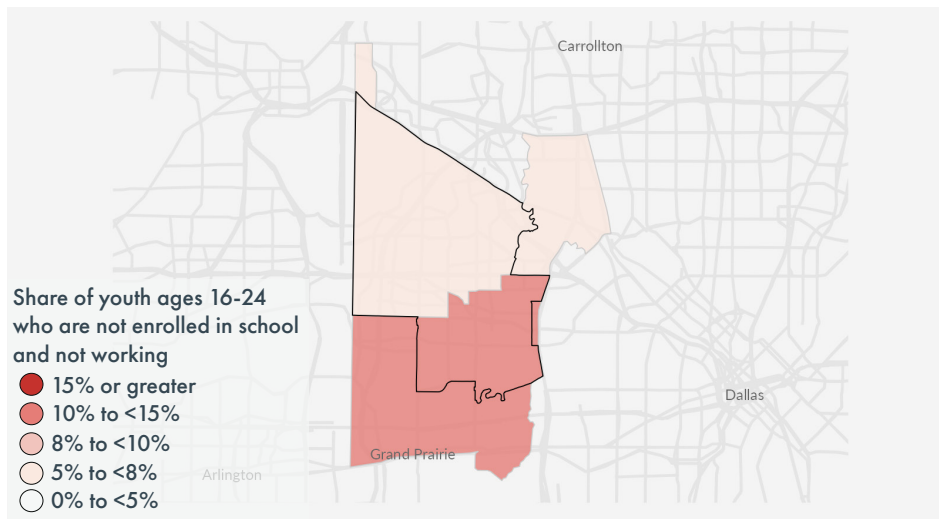 Carrollton
Share of youth ages 16-24
who are not enrolled in school
and not working
15% or greater
10% to <15%
8% to <10%
5% to <8%
0% to <5%
Dallas
Grand Prairie
Arlington